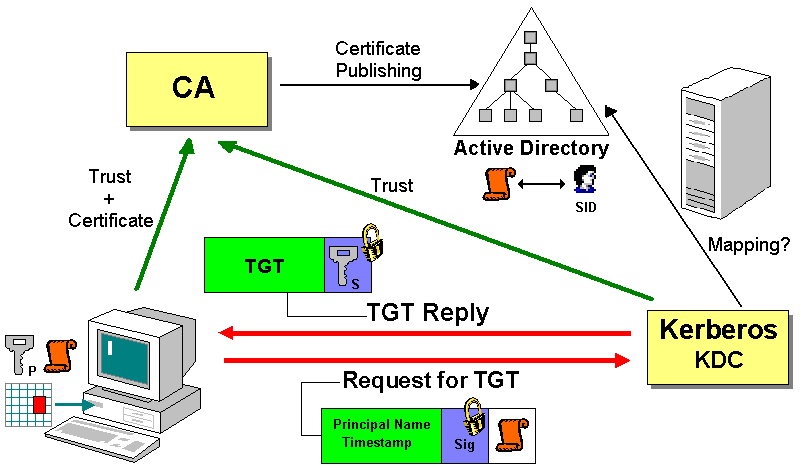 CA
Certificate
Publishing
Active Directory
SID
Trust
+
Certificate
Trust
Mapping?
TGT
S
TGT Reply
Kerberos
KDC
P
Request for TGT
Principal Name
Timestamp
Sig